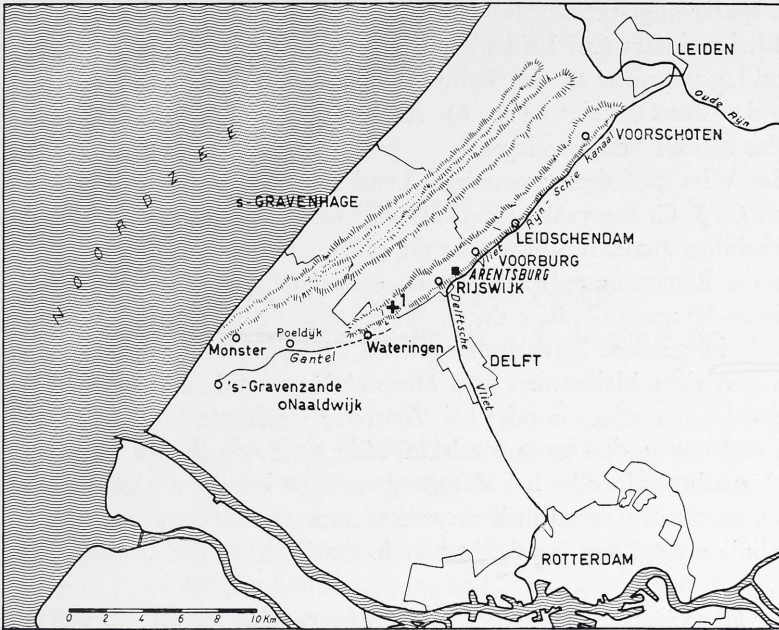 LEIDEN
Oude Rijn
VOORSCHOTEN
Rijn-Schie Kanaal
NOORDZEE
s-GRAVENHAGE
LEIDSCHENDAM
Vliet
VOORBURG
ARENTSBURG
RIJSWIJK
1
Delftsche Vliet
Poeldijk
Monster
Gantel
Wateringen
DELFT
's-Gravenzande
Naaldwijk
ROTTERDAM
0 2 4 6 8 10 Km